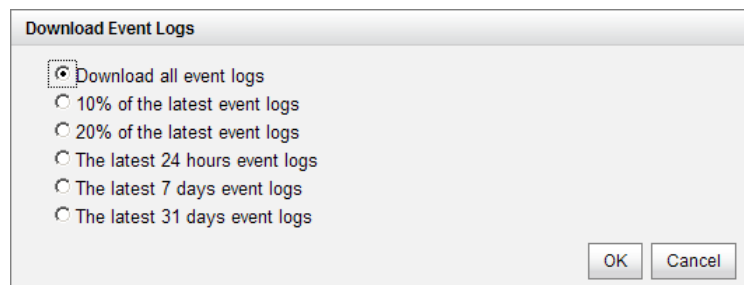 Download Event Logs
Download all event logs
10% of the latest event logs
20% of the latest event logs
The latest 24 hours event logs
The latest 7 days event logs
The latest 31 days event logs
OK Cancel